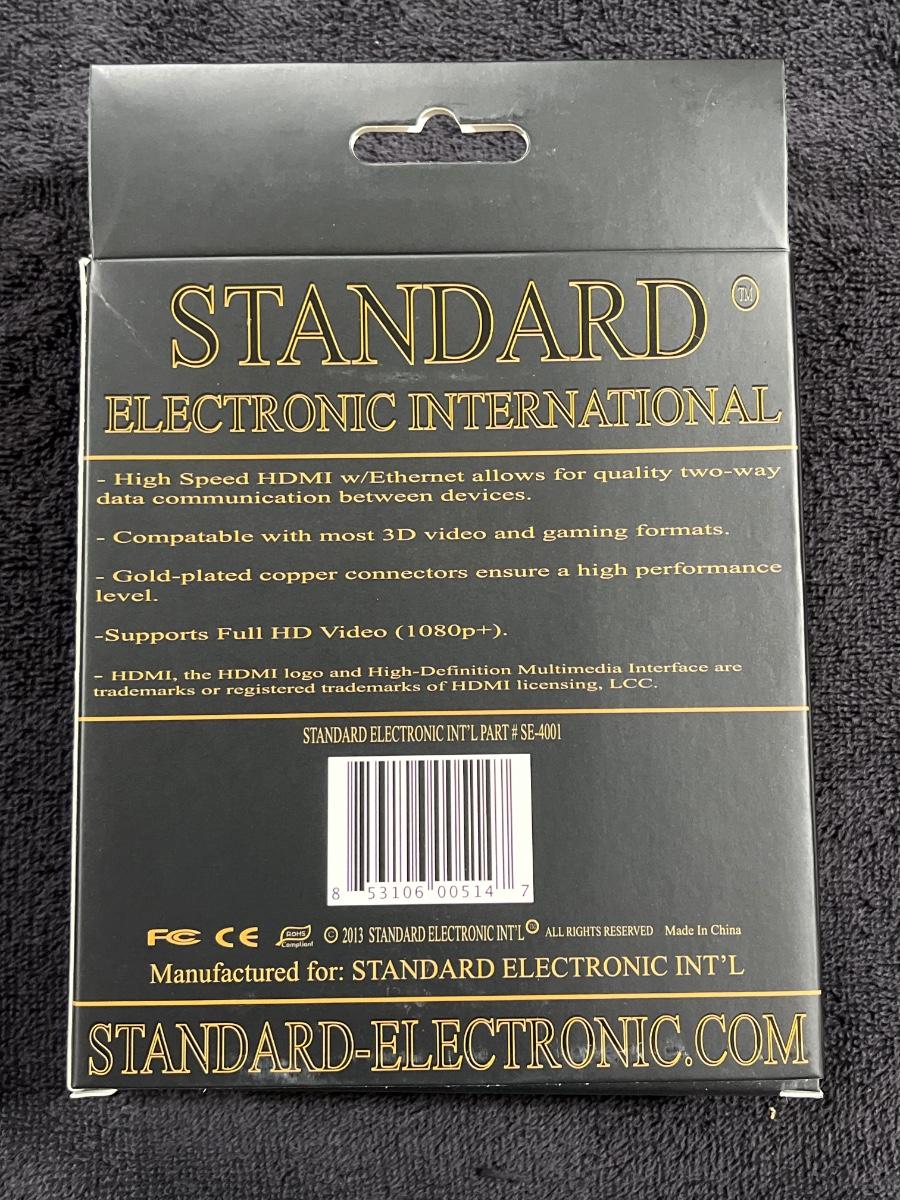 STANDARD ™
ELECTRONIC INTERNATIONAL
- High Speed HDMI w/Ethernet allows for quality two-way
data communication between devices.
- Compatable with most 3D video and gaming formats.
- Gold-plated copper connectors ensure a high performance
level.
-Supports Full HD Video (1080p+).
- HDMI, the HDMI logo and High-Definition Multimedia Interface are
trademarks or registered trademarks of HDMI licensing, LCC.
STANDARD ELECTRONIC INT'L PART # SE-4001
8 53106 00514 7
FC CE RoHS Compliant © 2013 STANDARD ELECTRONIC INT'L ™ ALL RIGHTS RESERVED Made In China
Manufactured for: STANDARD ELECTRONIC INT'L
STANDARD-ELECTRONIC.COM